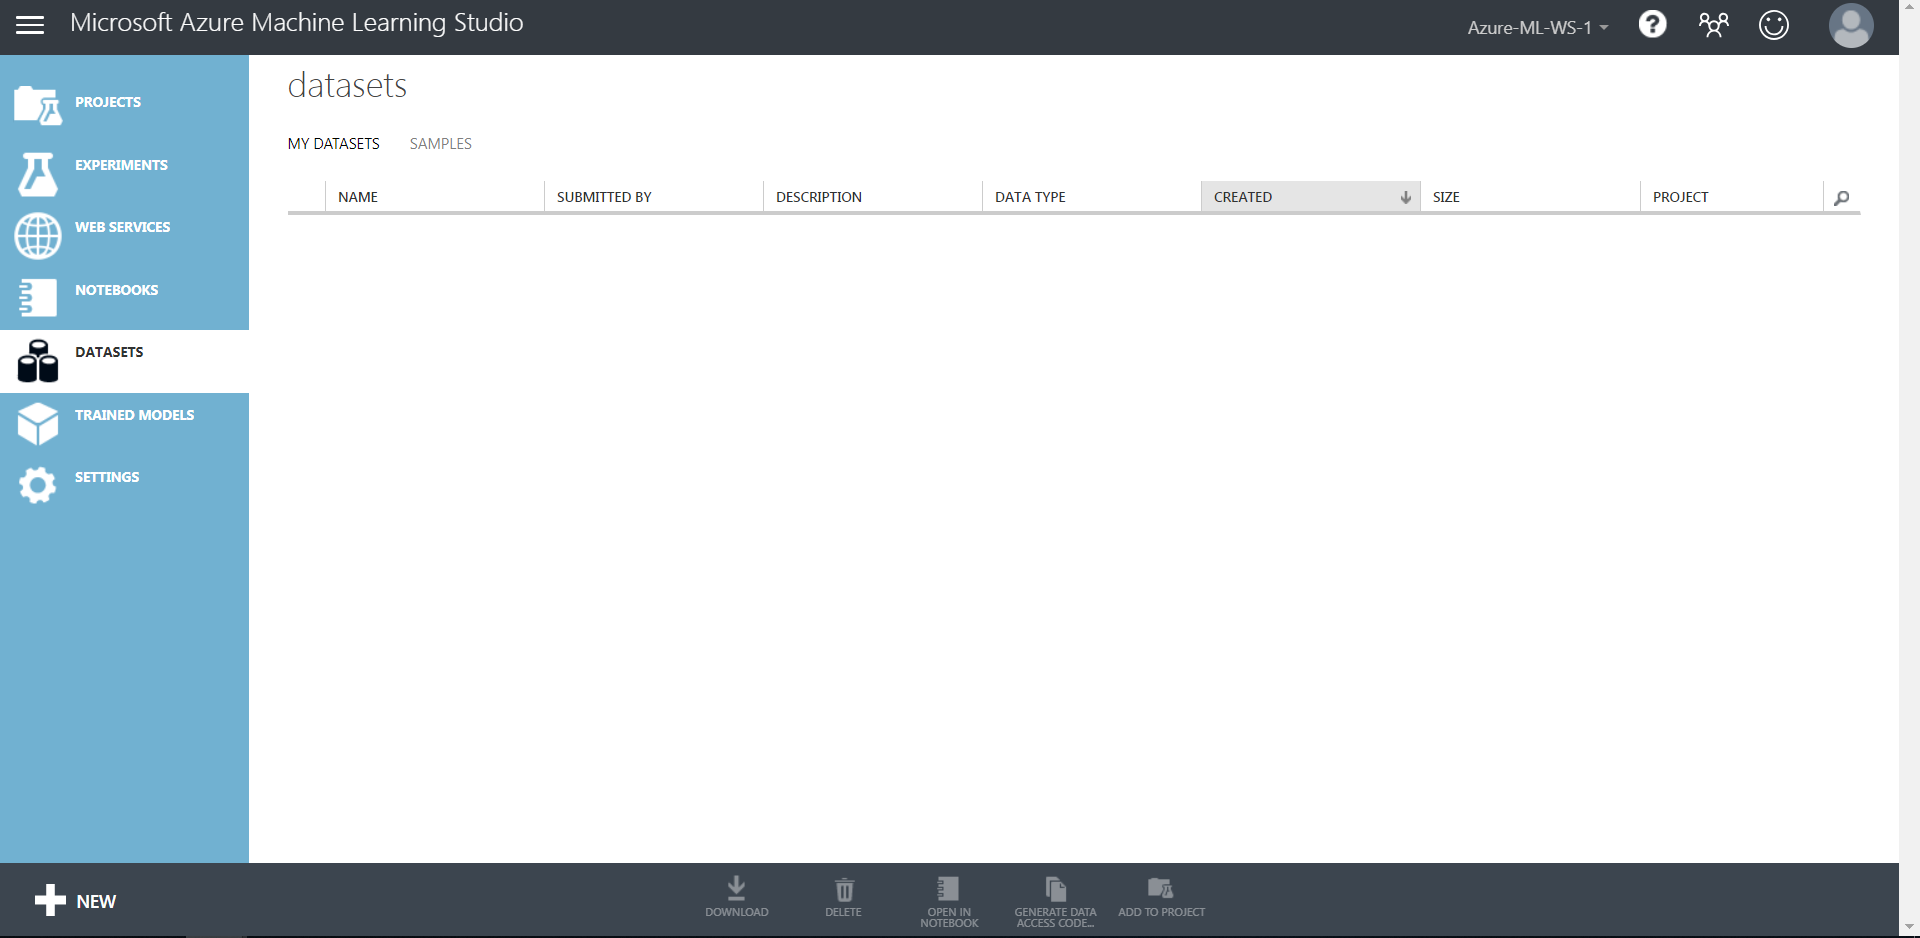 Microsoft Azure Machine Learning Studio
Azure-ML-WS-1
?
PROJECTS
EXPERIMENTS
WEB SERVICES
NOTEBOOKS
DATASETS
TRAINED MODELS
SETTINGS
datasets
MY DATASETS SAMPLES
NAME SUBMITTED BY DESCRIPTION DATA TYPE CREATED SIZE PROJECT
NEW
DOWNLOAD
DELETE
OPEN IN
NOTEBOOK
GENERATE DATA
ACCESS CODE...
ADD TO PROJECT